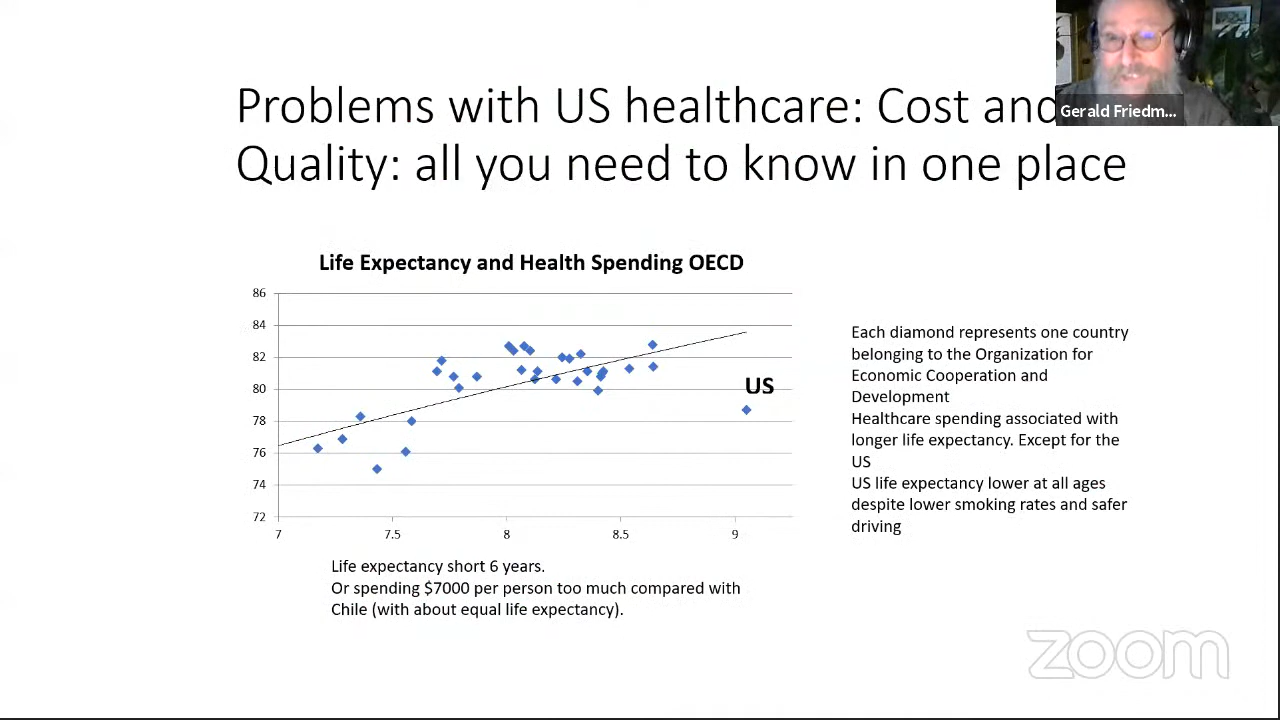 Gerald Friedm...
Problems with US healthcare: Cost and
Quality: all you need to know in one place
Life Expectancy and Health Spending OECD
86
84
82
80
78
76
74
72
7
7.5
8
8.5
9
US
Each diamond represents one country
belonging to the Organization for
Economic Cooperation and
Development
Healthcare spending associated with
longer life expectancy. Except for the
US
US life expectancy lower at all ages
despite lower smoking rates and safer
driving
Life expectancy short 6 years.
Or spending $7000 per person too much compared with
Chile (with about equal life expectancy).
zoom